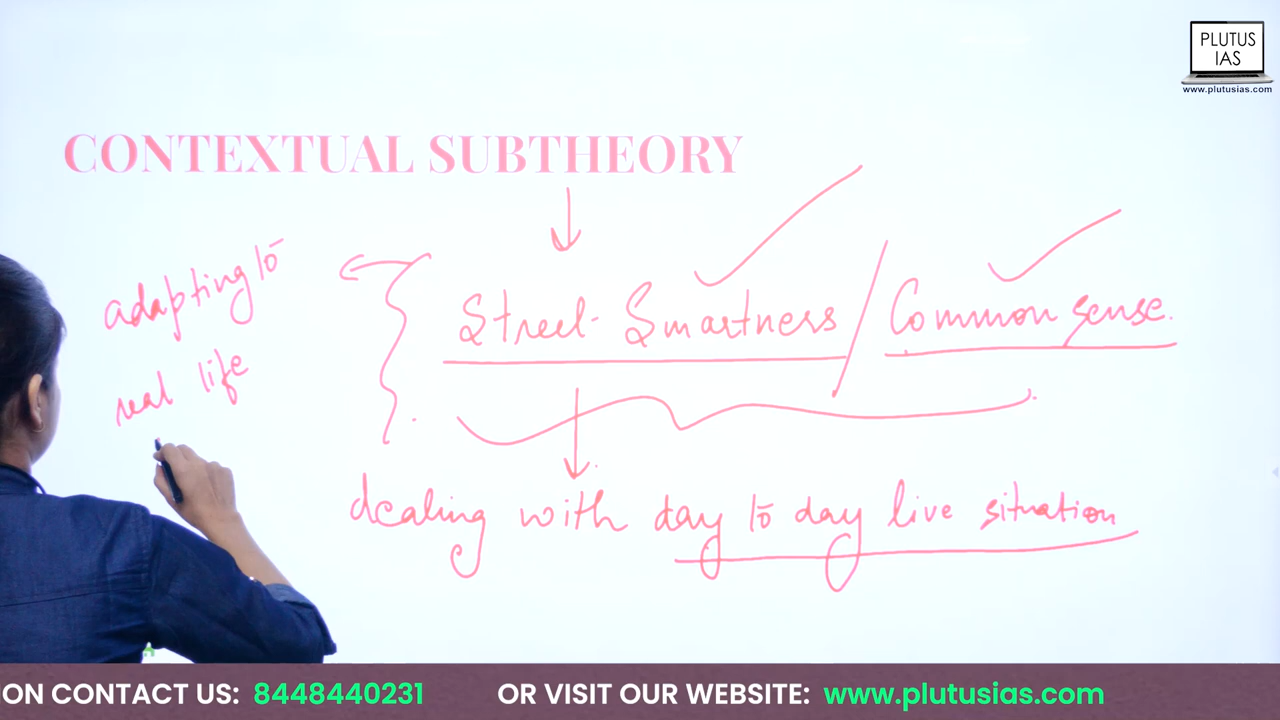 PLUTUS
IAS
www.plutusias.com
CONTEXTUAL SUBTHEORY
adapting to
real life
Street-Smartness / Common sense.
dealing with day to day live situation
ON CONTACT US: 8448440231 OR VISIT OUR WEBSITE: www.plutusias.com